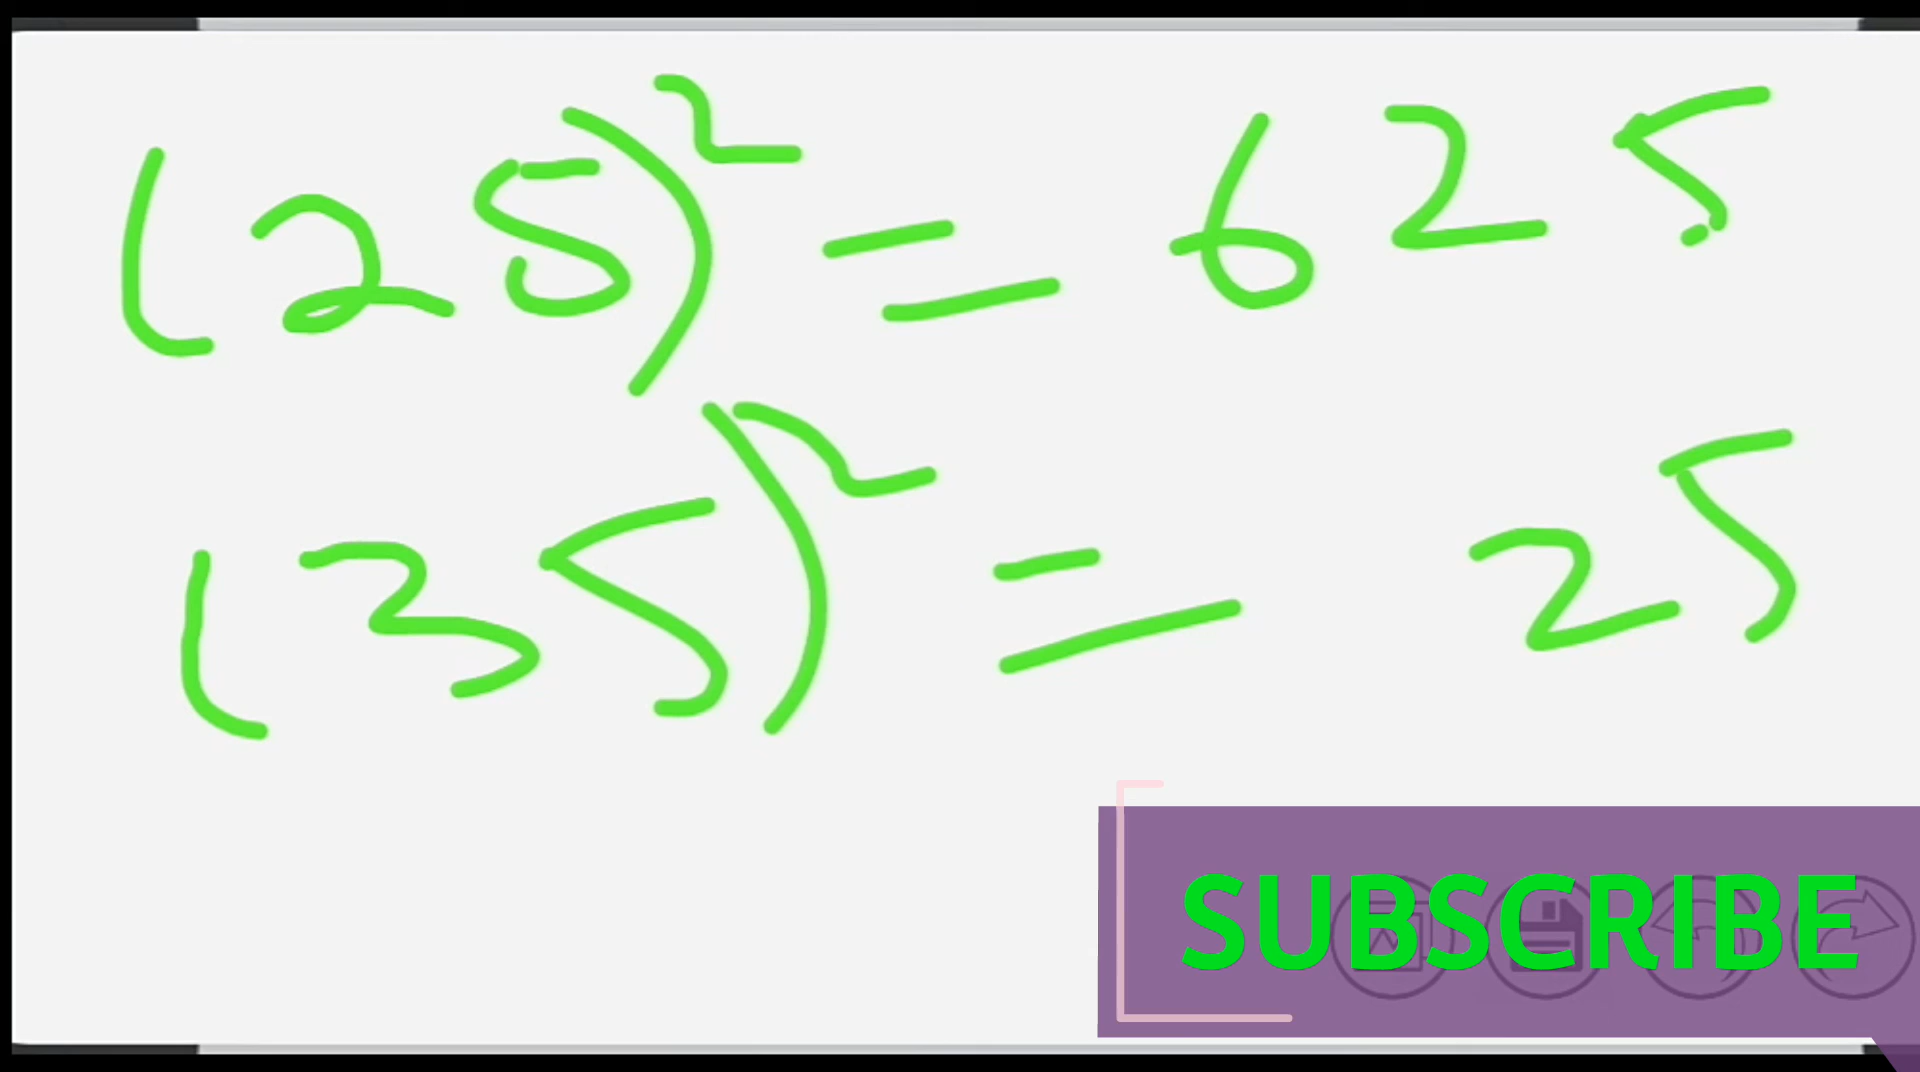 (25)² = 625
(35)² = 25
SUBSCRIBE